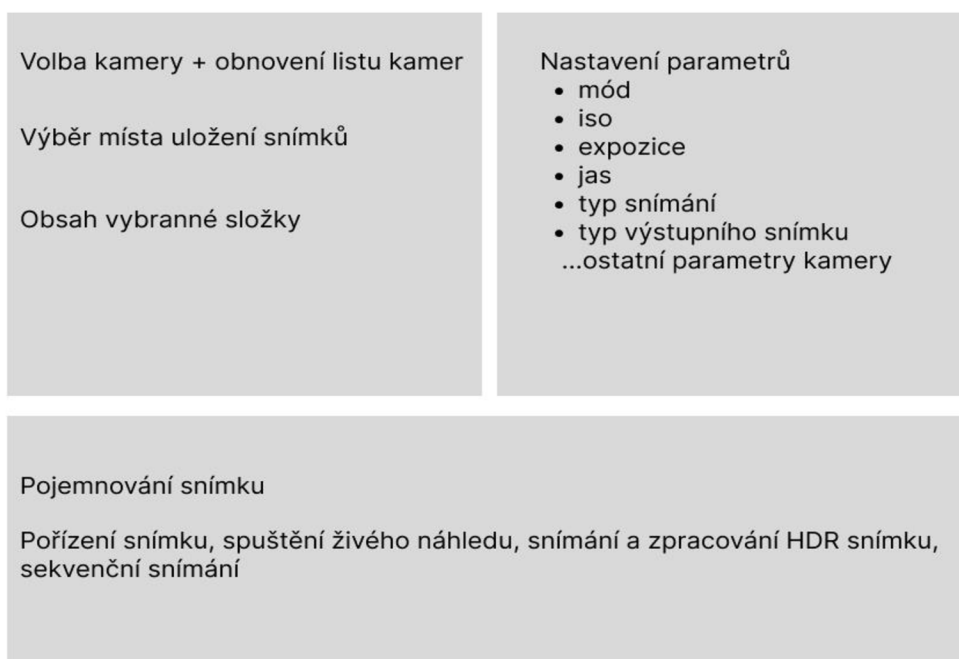 Volba kamery + obnovení listu kamer
Výběr místa uložení snímků
Obsah vybranné složky
Nastavení parametrů
• mód
• iso
• expozice
• jas
• typ snímání
• typ výstupního snímku
...ostatní parametry kamery
Pojemnování snímku
Pořízení snímku, spuštění živého náhledu, snímání a zpracování HDR snímku,
sekvenční snímání